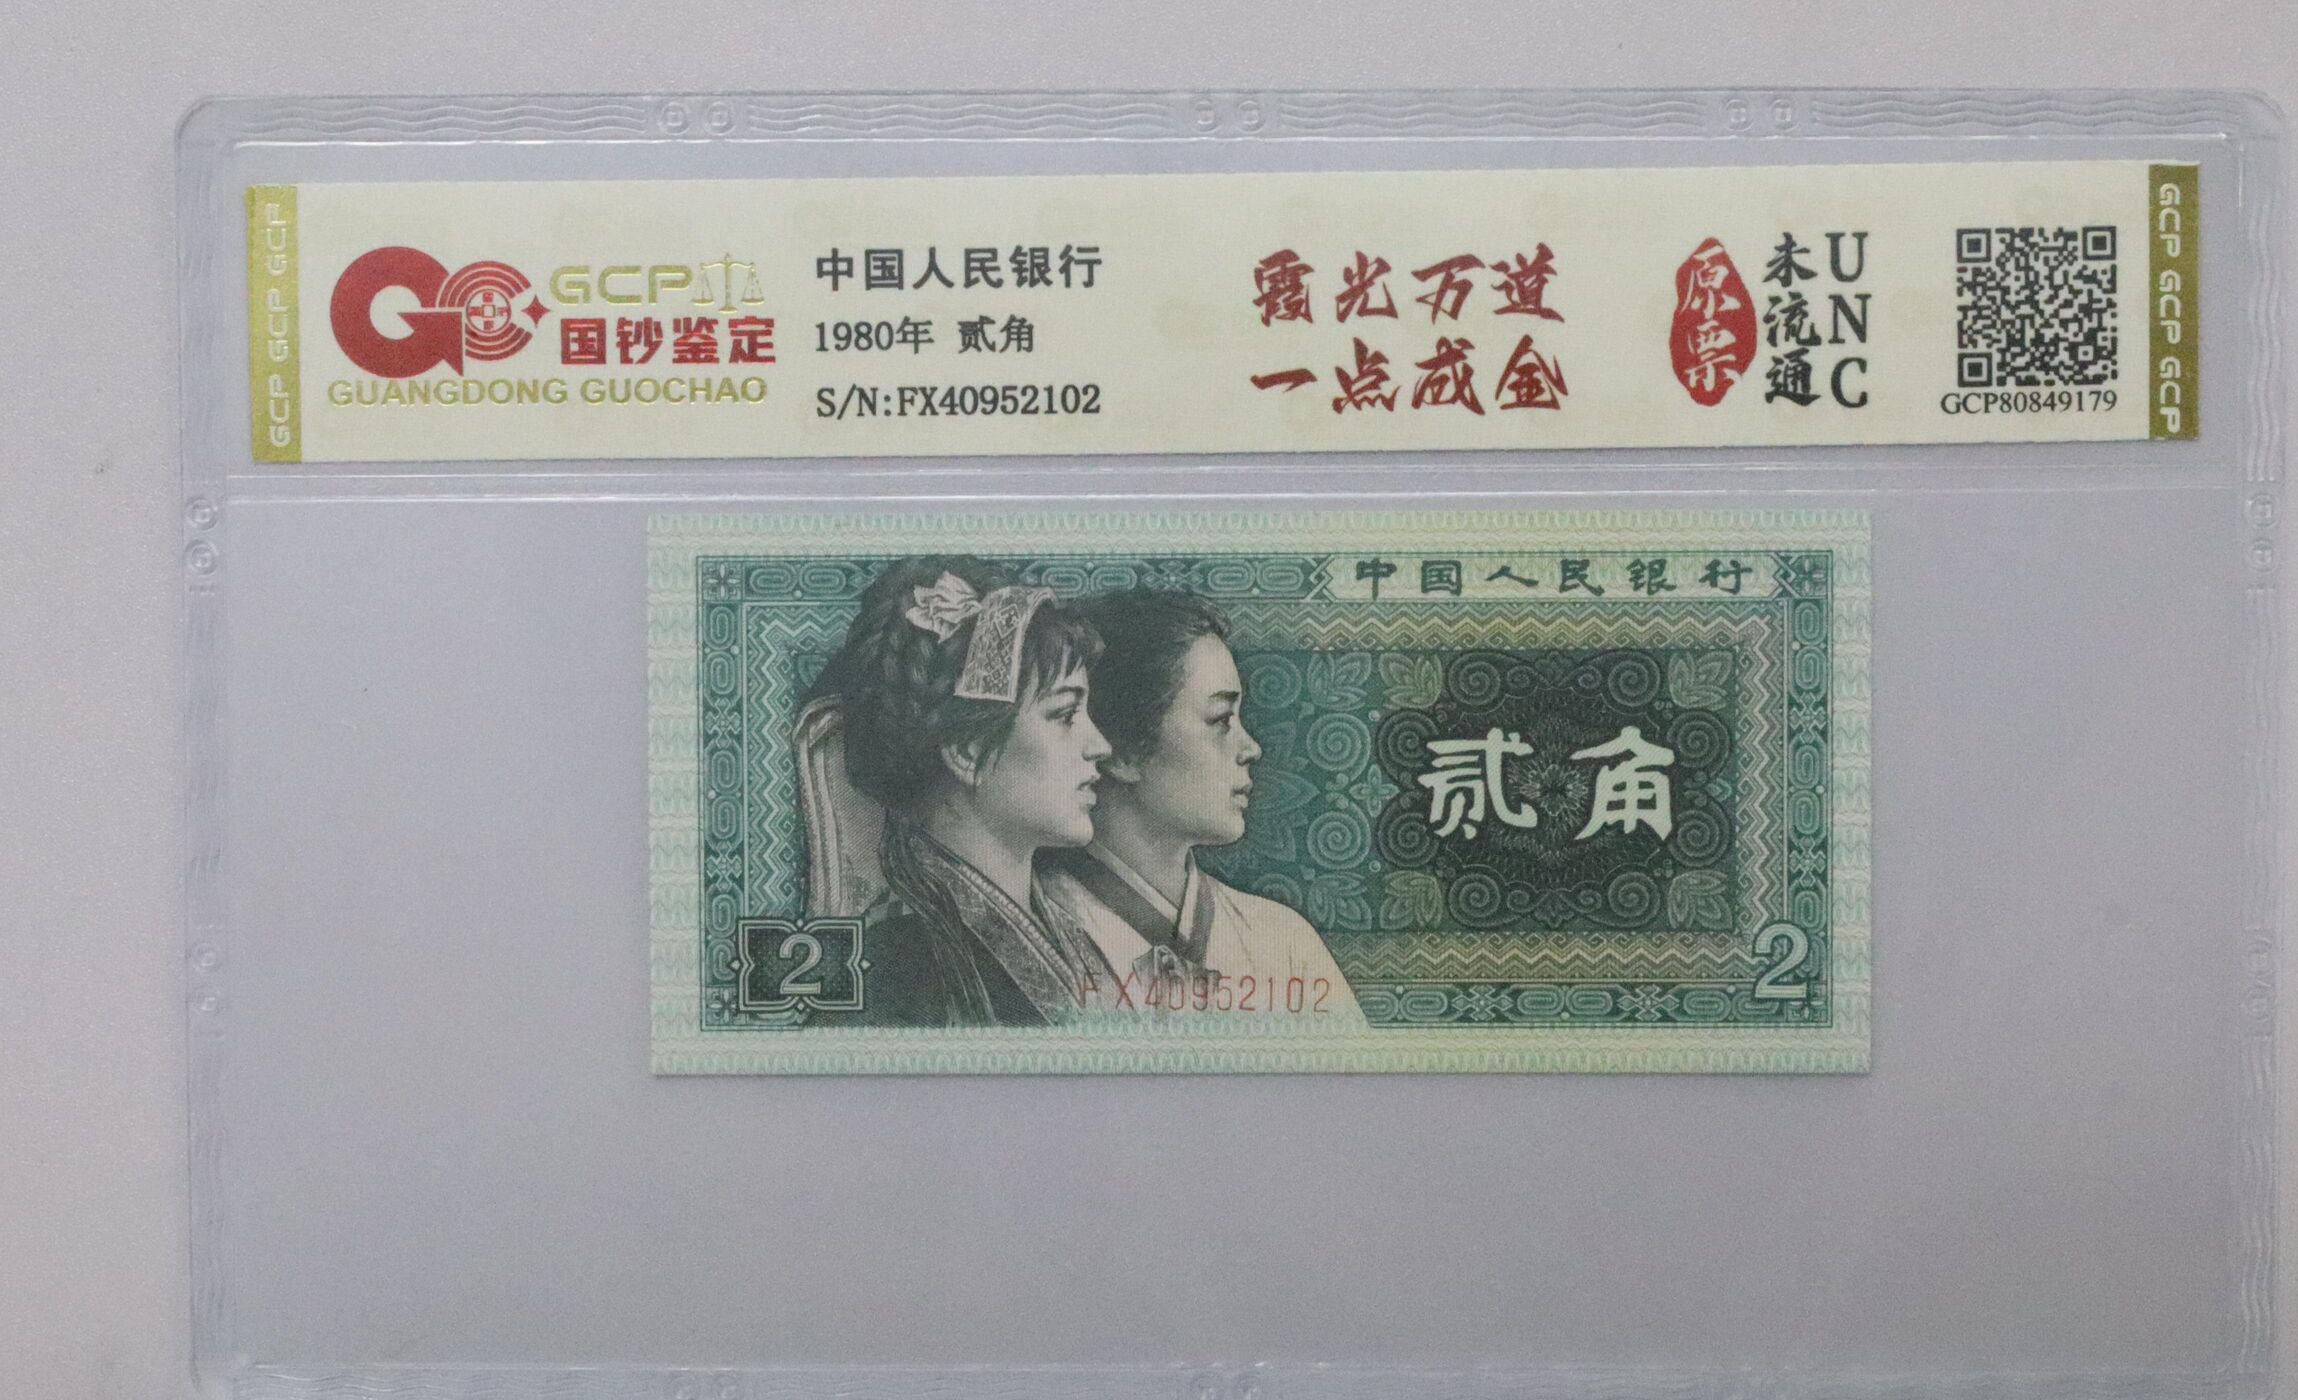 GCP GCP GCP
GCP
国钞鉴定
GUANGDONG GUOCHAO
中国人民银行
1980年 贰角
S/N:FX40952102
霞光万道
一点成金
原票
未流通
UNC
GCP80849179
GCP GCP GCP
中国人民银行
贰角
2
2
FX40952102